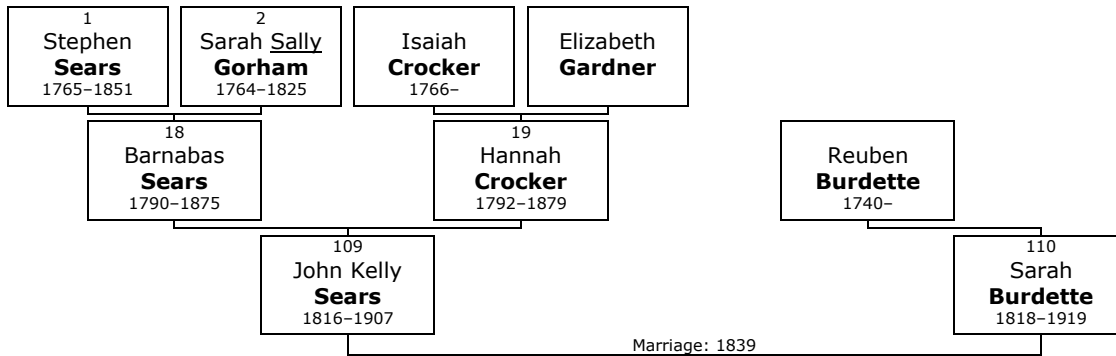 1
Stephen
Sears
1765–1851
2
Sarah Sally
Gorham
1764–1825
Isaiah
Crocker
1766–
Elizabeth
Gardner
18
Barnabas
Sears
1790–1875
19
Hannah
Crocker
1792–1879
Reuben
Burdette
1740–
109
John Kelly
Sears
1816–1907
110
Sarah
Burdette
1818–1919
Marriage: 1839